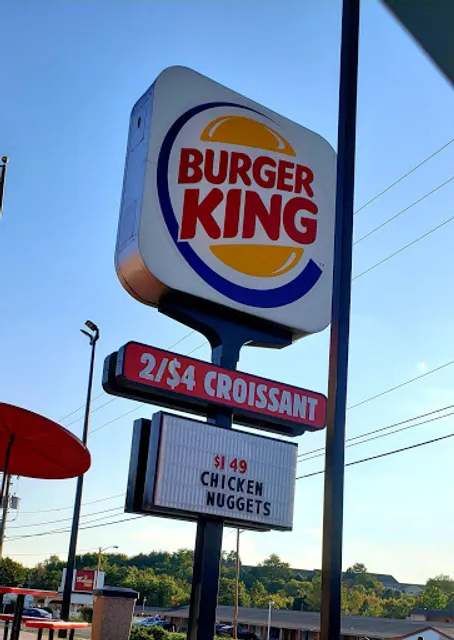 BURGER
KING
2/$4 CROISSANT
$1 49
CHICKEN
NUGGETS